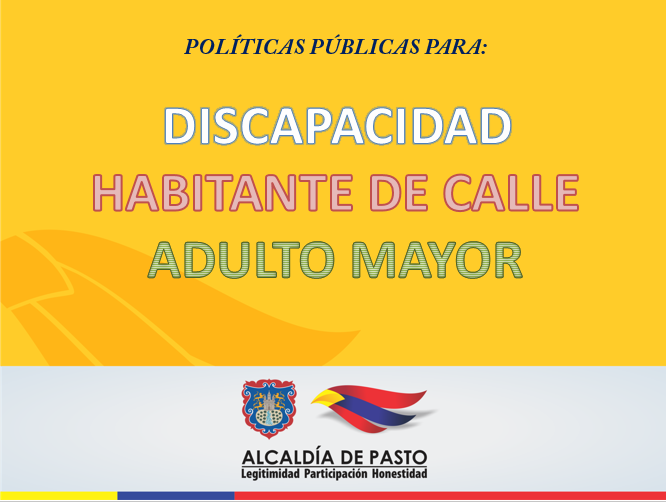 POLÍTICAS PÚBLICAS PARA:
DISCAPACIDAD
HABITANTE DE CALLE
ADULTO MAYOR
ALCALDÍA DE PASTO
Legitimidad Participación Honestidad